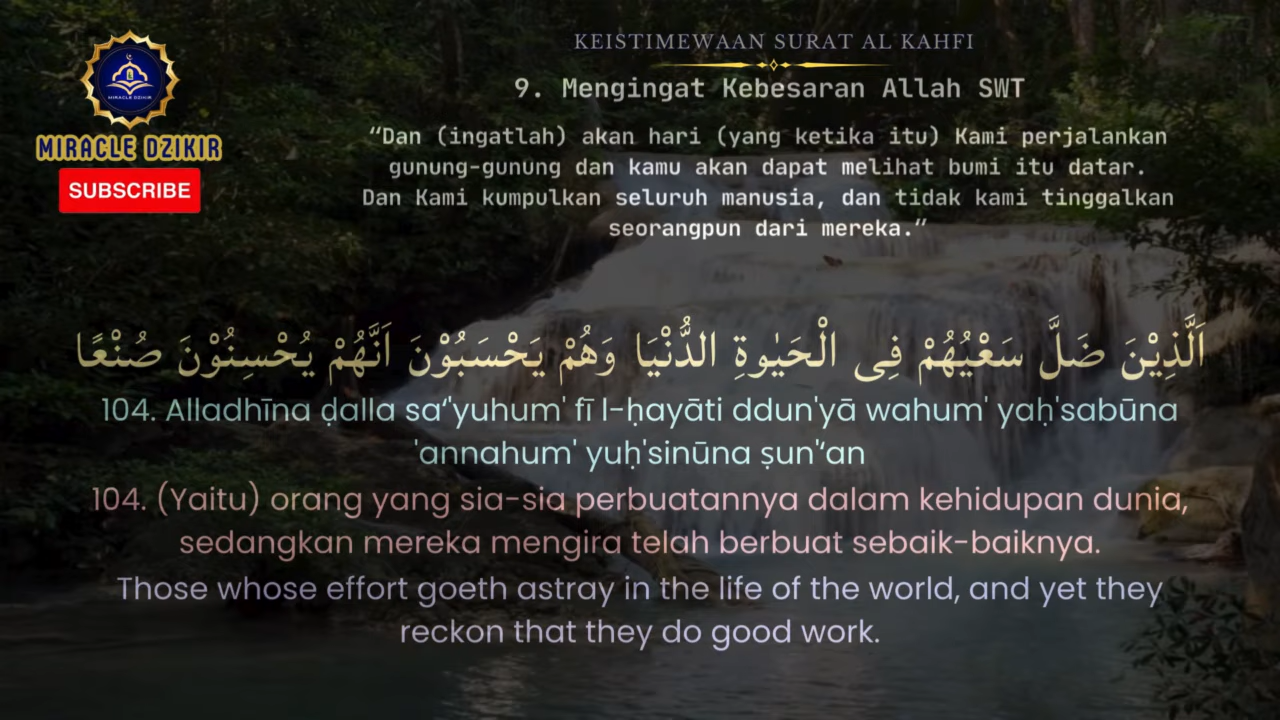 MIRACLE DZIKIR
MIRACLE DZIKIR
SUBSCRIBE
KEISTIMEWAAN SURAT AL KAHFI
9. Mengingat Kebesaran Allah SWT
“Dan (ingatlah) akan hari (yang ketika itu) Kami perjalankan
gunung-gunung dan kamu akan dapat melihat bumi itu datar.
Dan Kami kumpulkan seluruh manusia, dan tidak kami tinggalkan
seorangpun dari mereka.”
اَلَّذِيْنَ ضَلَّ سَعْيُهُمْ فِى الْحَيٰوةِ الدُّنْيَا وَهُمْ يَحْسَبُوْنَ اَنَّهُمْ يُحْسِنُوْنَ صُنْعًا
104. Alladhīna ḍalla sa‘'yuhum' fī l-ḥayāti ddun'yā wahum' yaḥ'sabūna
'annahum' yuḥ'sinūna ṣun'‘an
104. (Yaitu) orang yang sia-sia perbuatannya dalam kehidupan dunia,
sedangkan mereka mengira telah berbuat sebaik-baiknya.
Those whose effort goeth astray in the life of the world, and yet they
reckon that they do good work.